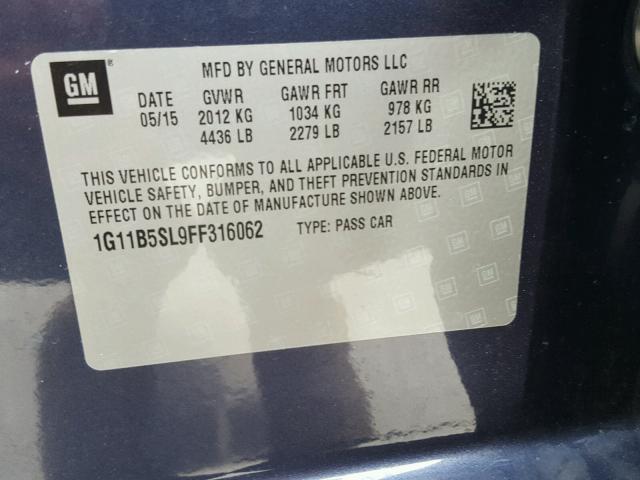 GM ®
MFD BY GENERAL MOTORS LLC
DATE GVWR GAWR FRT GAWR RR
05/15 2012 KG 1034 KG 978 KG
4436 LB 2279 LB 2157 LB
THIS VEHICLE CONFORMS TO ALL APPLICABLE U.S. FEDERAL MOTOR
VEHICLE SAFETY, BUMPER, AND THEFT PREVENTION STANDARDS IN
EFFECT ON THE DATE OF MANUFACTURE SHOWN ABOVE.
1G11B5SL9FF316062 TYPE: PASS CAR